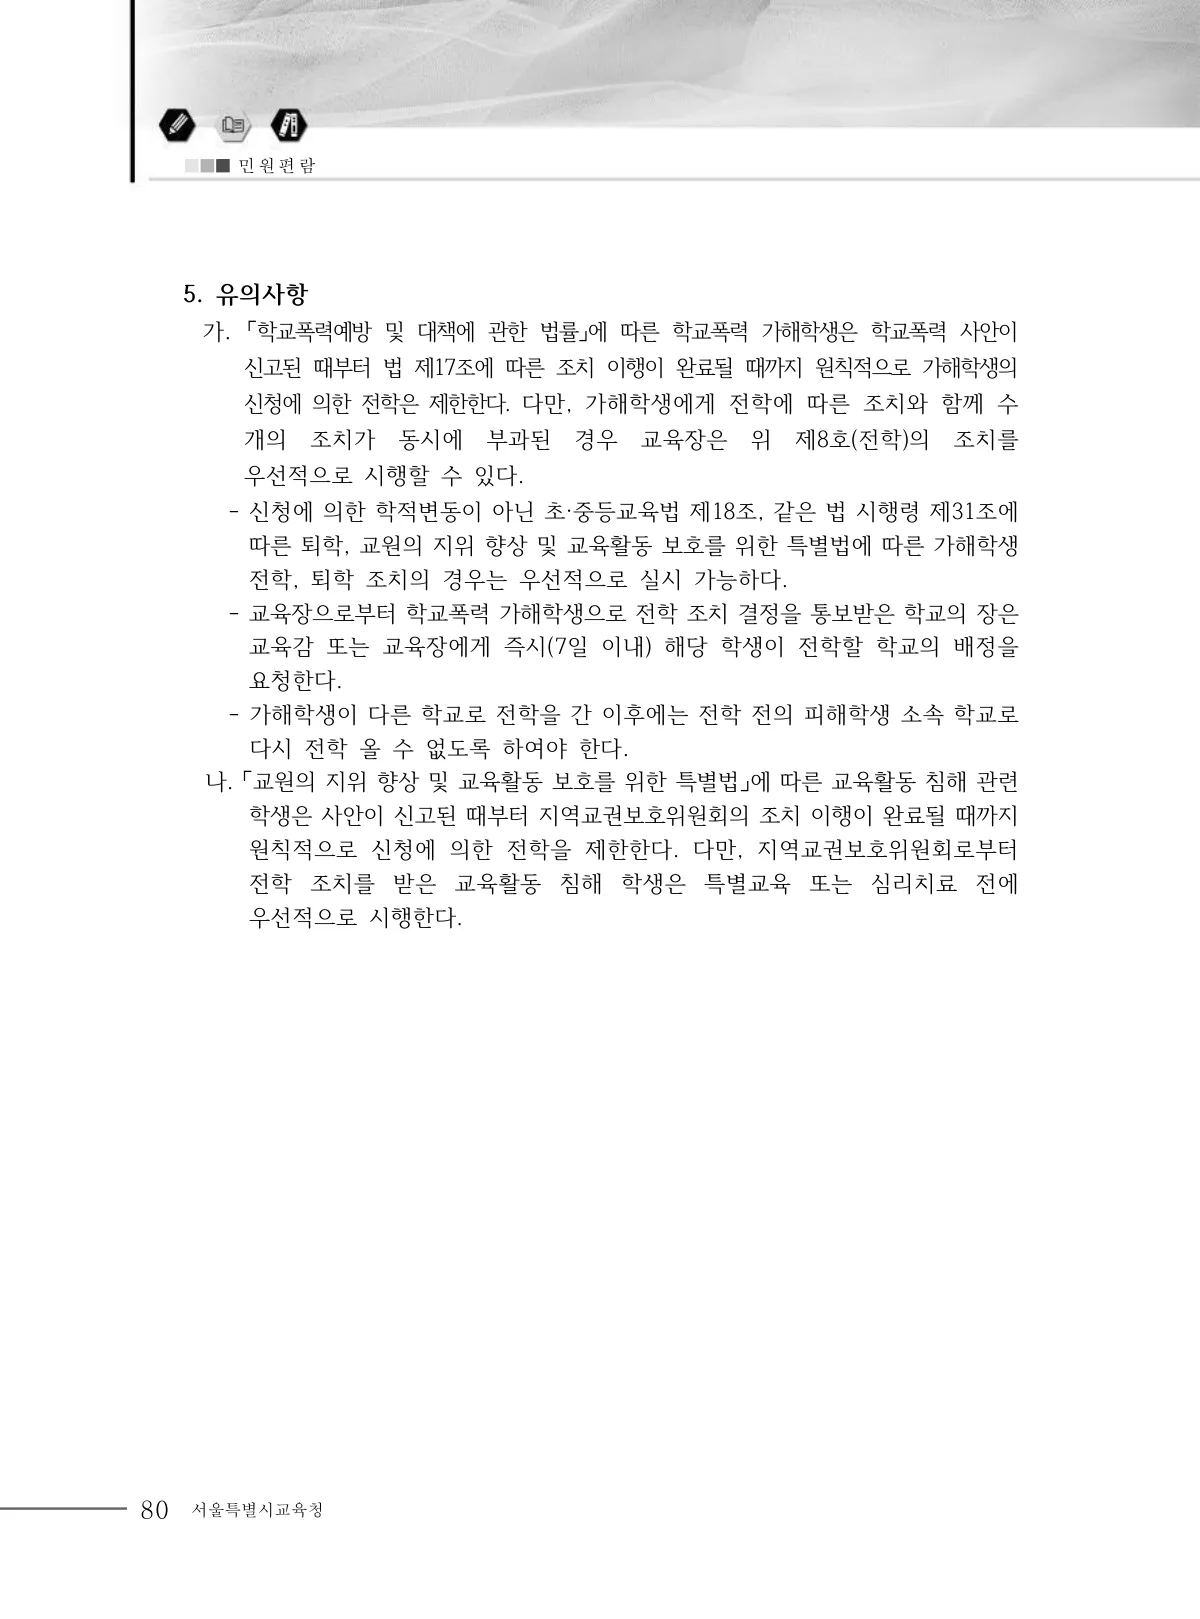 민원편람
5. 유의사항
가. 「학교폭력예방 및 대책에 관한 법률」에 따른 학교폭력 가해학생은 학교폭력 사안이
신고된 때부터 법 제17조에 따른 조치 이행이 완료될 때까지 원칙적으로 가해학생의
신청에 의한 전학은 제한한다. 다만, 가해학생에게 전학에 따른 조치와 함께 수
개의 조치가 동시에 부과된 경우 교육장은 위 제8호(전학)의 조치를
우선적으로 시행할 수 있다.
- 신청에 의한 학적변동이 아닌 초·중등교육법 제18조, 같은 법 시행령 제31조에
따른 퇴학, 교원의 지위 향상 및 교육활동 보호를 위한 특별법에 따른 가해학생
전학, 퇴학 조치의 경우는 우선적으로 실시 가능하다.
- 교육장으로부터 학교폭력 가해학생으로 전학 조치 결정을 통보받은 학교의 장은
교육감 또는 교육장에게 즉시(7일 이내) 해당 학생이 전학할 학교의 배정을
요청한다.
- 가해학생이 다른 학교로 전학을 간 이후에는 전학 전의 피해학생 소속 학교로
다시 전학 올 수 없도록 하여야 한다.
나. 「교원의 지위 향상 및 교육활동 보호를 위한 특별법」에 따른 교육활동 침해 관련
학생은 사안이 신고된 때부터 지역교권보호위원회의 조치 이행이 완료될 때까지
원칙적으로 신청에 의한 전학을 제한한다. 다만, 지역교권보호위원회로부터
전학 조치를 받은 교육활동 침해 학생은 특별교육 또는 심리치료 전에
우선적으로 시행한다.
80 서울특별시교육청